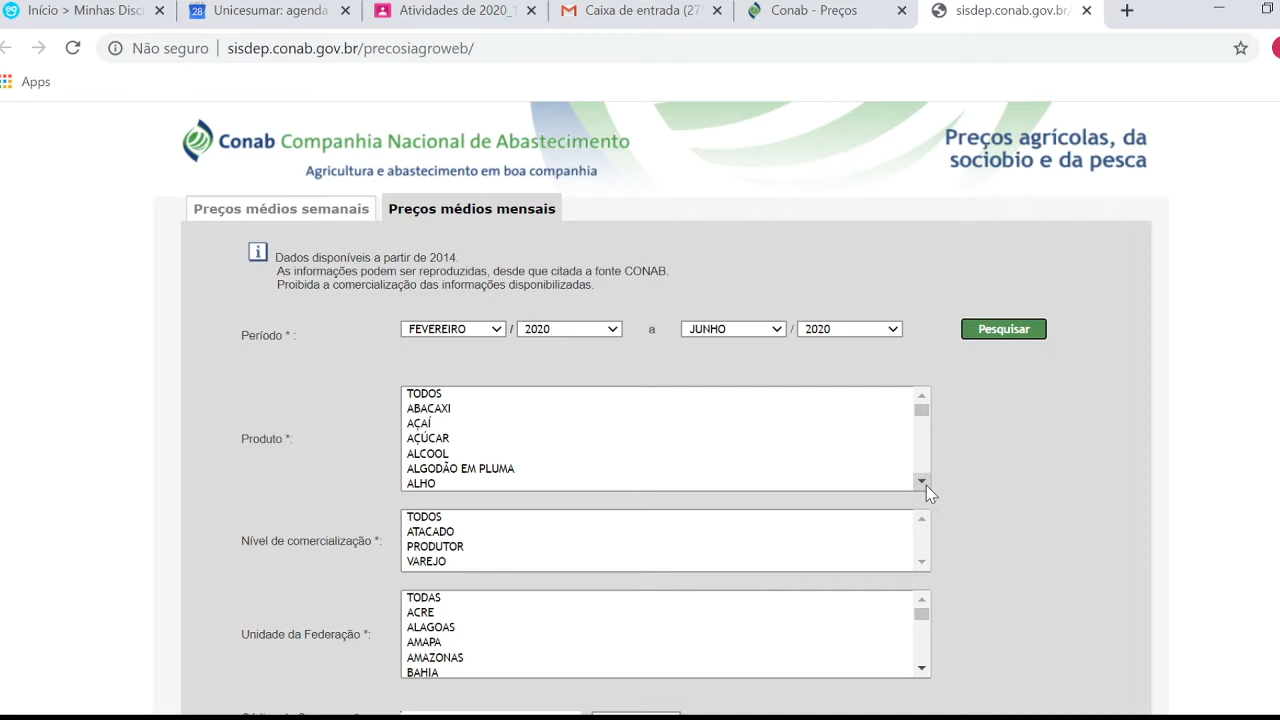 Início > Minhas Disci
28 Unicesumar: agenda
Atividades de 2020_1
Caixa de entrada (27
Conab - Preços
sisdep.conab.gov.br/
Não seguro
sisdep.conab.gov.br/precosiagroweb/
Apps
Conab Companhia Nacional de Abastecimento
Agricultura e abastecimento em boa companhia
Preços agrícolas, da
sociobio e da pesca
Preços médios semanais
Preços médios mensais
i
Dados disponíveis a partir de 2014.
As informações podem ser reproduzidas, desde que citada a fonte CONAB.
Proibida a comercialização das informações disponibilizadas.
Período * :
FEVEREIRO / 2020 a JUNHO / 2020
Pesquisar
Produto *:
TODOS
ABACAXI
AÇAÍ
AÇÚCAR
ALCOOL
ALGODÃO EM PLUMA
ALHO
Nível de comercialização *:
TODOS
ATACADO
PRODUTOR
VAREJO
Unidade da Federação *:
TODAS
ACRE
ALAGOAS
AMAPA
AMAZONAS
BAHIA